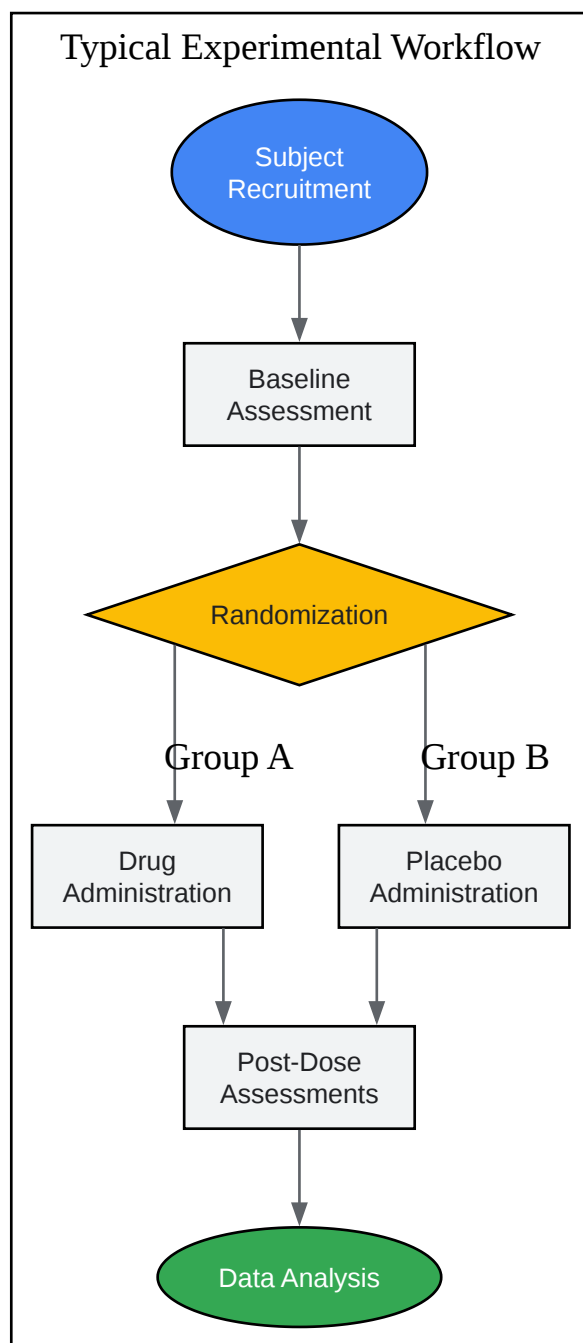 Typical Experimental Workflow
Subject
Recruitment
Baseline
Assessment
Randomization
Group A
Group B
Drug
Administration
Placebo
Administration
Post-Dose
Assessments
Data Analysis